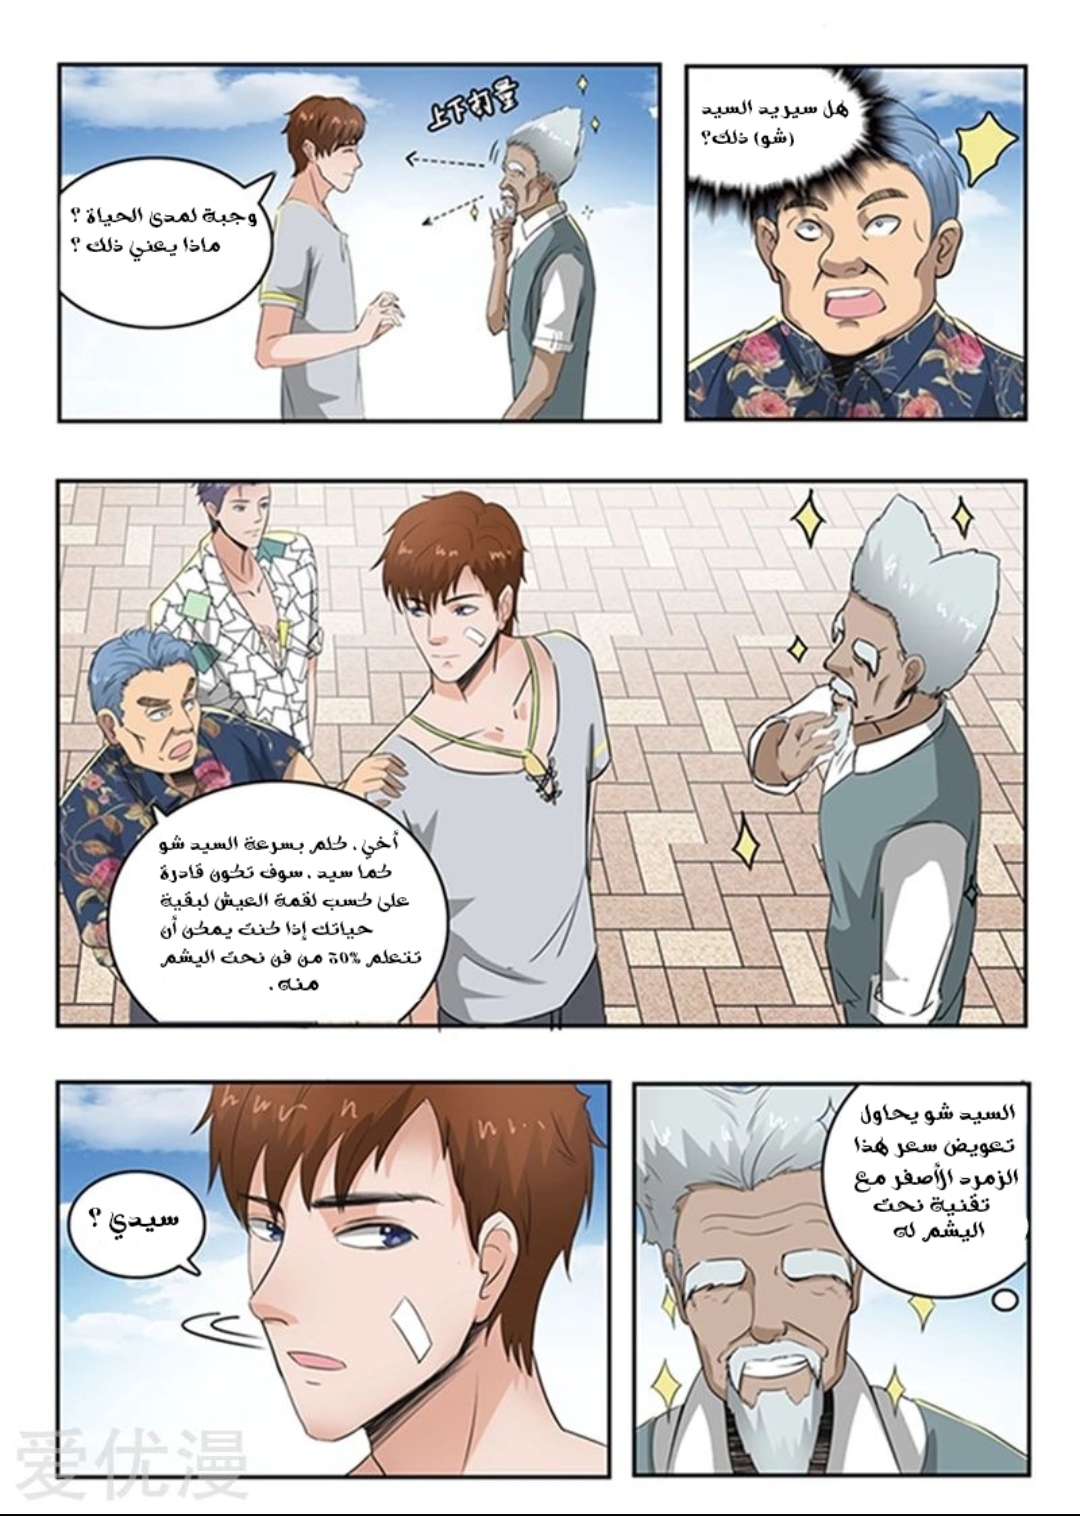 هل سيريد السيد
(شو) ذلك؟
上下打量
وجبة لمدى الحياة ؟
ماذا يعني ذلك ؟
أخي ، كلم بسرعة السيد شو
كما سيد ، سوف تكون قادرة
على كسب لقمة العيش لبقية
حياتك إذا كنت يمكن أن
تتعلم 50% من فن نحت اليشم
منه .
السيد شو يحاول
تعويض سعر هذا
الزمرد الأصفر مع
تقنية نحت
اليشم له
سيدي ؟
爱优漫